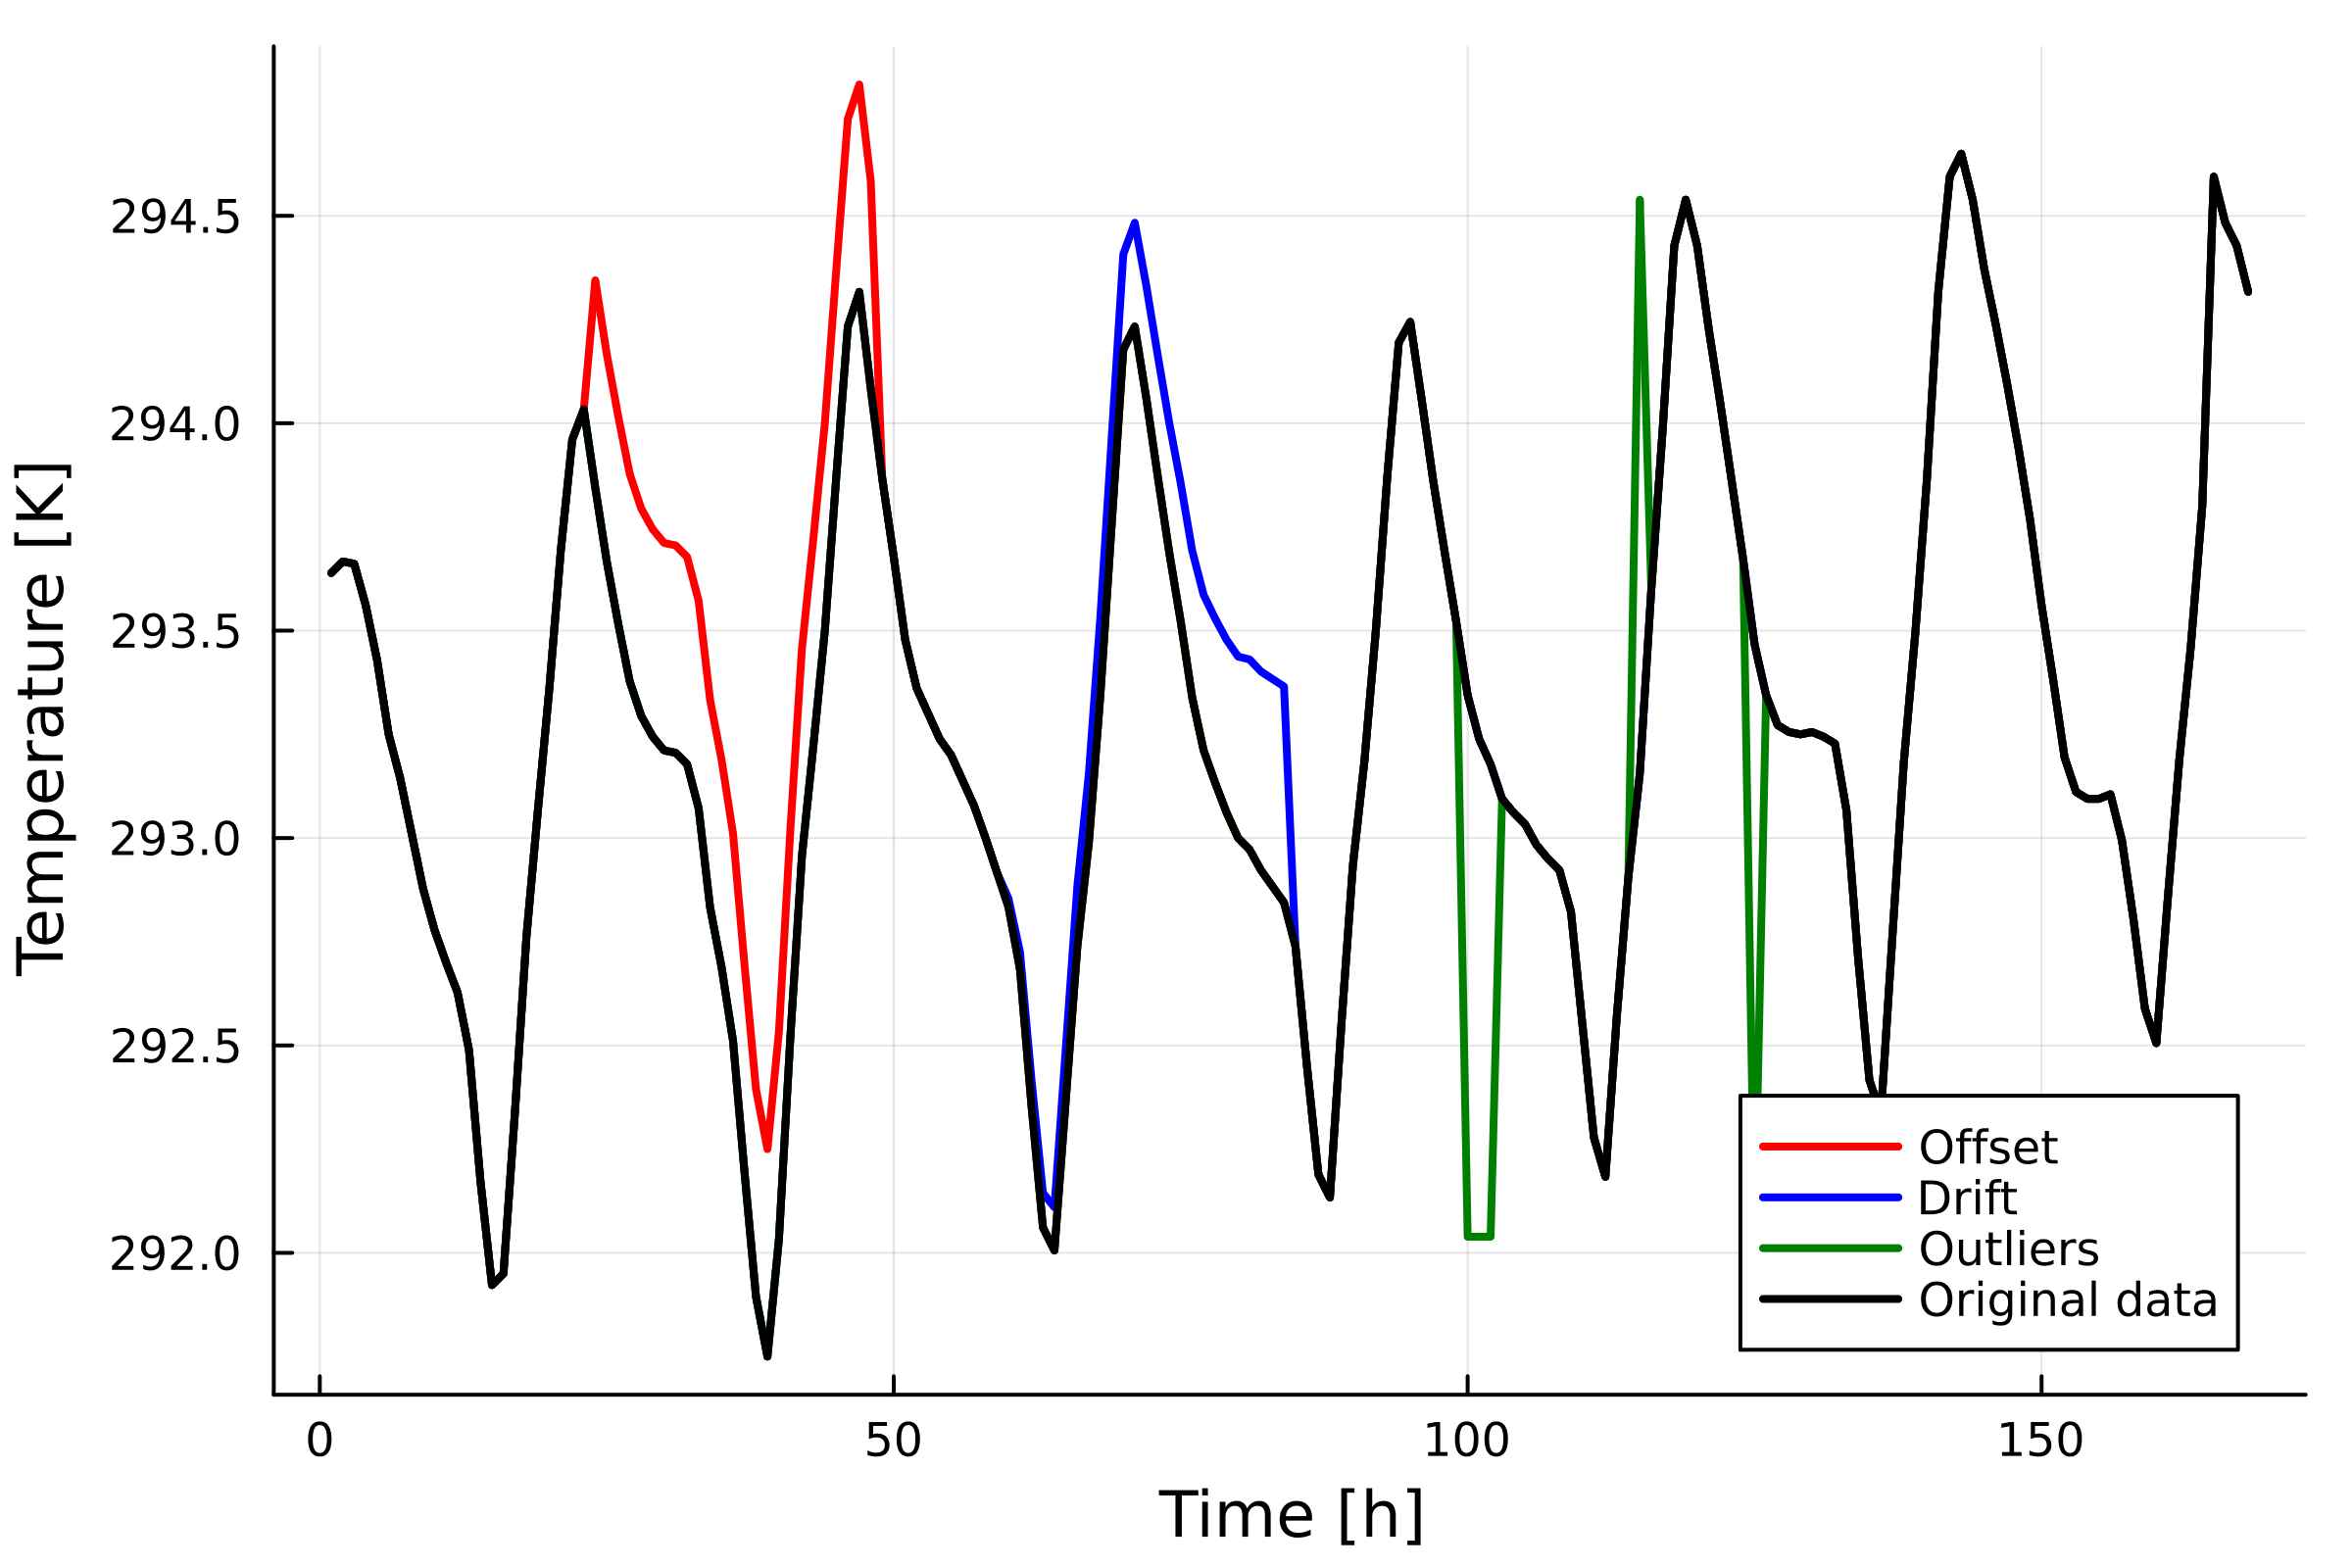 Temperature [K]
294.5
294.0
293.5
293.0
292.5
292.0
Offset
Drift
Outliers
Original data
0 50 100 150
Time [h]